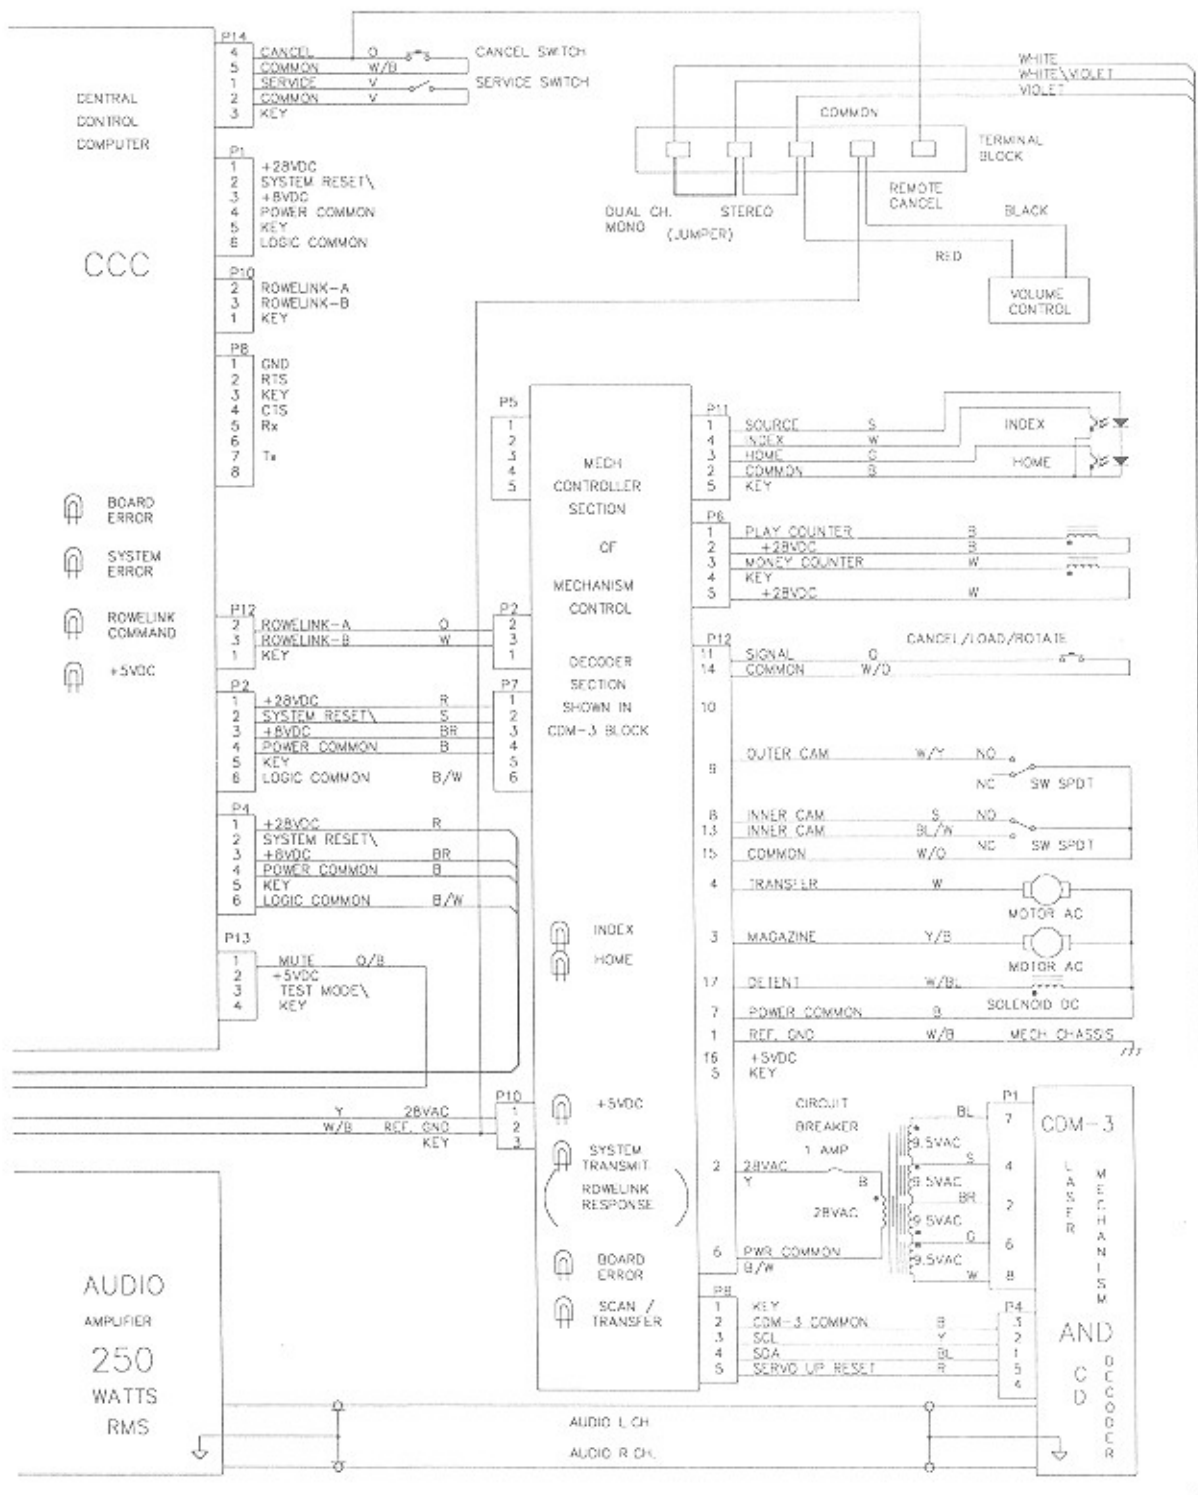 CENTRAL
CONTROL
COMPUTER
CCC
BOARD
ERROR
SYSTEM
ERROR
ROWELINK
COMMAND
+5VDC
P14
4 CANCEL O
5 COMMON W/B
1 SERVICE V
2 COMMON V
3 KEY
CANCEL SWITCH
SERVICE SWITCH
P1
1 +28VDC
2 SYSTEM RESET\
3 +8VDC
4 POWER COMMON
5 KEY
6 LOGIC COMMON
P10
2 ROWELINK-A
3 ROWELINK-B
1 KEY
P8
1 GND
2 RTS
3 KEY
4 CTS
5 Rx
6
7 Tx
8
P12
2 ROWELINK-A O
3 ROWELINK-B W
1 KEY
P2
1 +28VDC R
2 SYSTEM RESET\ S
3 +8VDC BR
4 POWER COMMON B
5 KEY
6 LOGIC COMMON B/W
P4
1 +28VDC R
2 SYSTEM RESET\
3 +8VDC BR
4 POWER COMMON B
5 KEY
6 LOGIC COMMON B/W
P13
1 MUTE O/B
2 +5VDC
3 TEST MODE\
4 KEY
Y 28VAC
W/B REF. GND
KEY
WHITE
WHITE\VIOLET
VIOLET
COMMON
TERMINAL
BLOCK
REMOTE
CANCEL
DUAL CH.
MONO
STEREO
(JUMPER)
BLACK
RED
VOLUME
CONTROL
P5
1
2
3
4
5
P2
2
3
1
P7
1
2
3
4
5
6
P10
1
2
3
MECH
CONTROLLER
SECTION
OF
MECHANISM
CONTROL
DECODER
SECTION
SHOWN IN
CDM-3 BLOCK
INDEX
HOME
+5VDC
SYSTEM
TRANSMIT
(ROWELINK
RESPONSE)
BOARD
ERROR
SCAN /
TRANSFER
P11
1 SOURCE S
4 INDEX W
3 HOME G
2 COMMON B
5 KEY
INDEX
HOME
P6
1 PLAY COUNTER B
2 +28VDC B
3 MONEY COUNTER W
4 KEY
5 +28VDC W
P12
CANCEL/LOAD/ROTATE
11 SIGNAL O
14 COMMON W/O
10
OUTER CAM W/Y NO
9
NC SW SPDT
8 INNER CAM S NO
13 INNER CAM BL/W
NC SW SPDT
15 COMMON W/O
4 TRANSFER W
MOTOR AC
3 MAGAZINE Y/B
MOTOR AC
17 DETENT W/BL
SOLENOID DC
7 POWER COMMON B
1 REF. GND W/B MECH CHASSIS
16 +5VDC
5 KEY
CIRCUIT
BREAKER
1 AMP
2 28VAC
Y B
28VAC
6 PWR COMMON
B/W
9.5VAC
9.5VAC
9.5VAC
9.5VAC
P1
BL 7
S 4
BR 2
G 6
W 8
P8
1 KEY
2 CDM-3 COMMON B
3 SCL Y
4 SDA BL
5 SERVO UP RESET R
P4
3
2
1
5
4
CDM-3
LASER
MECHANISM
AND
CD
DECODER
AUDIO
AMPLIFIER
250
WATTS
RMS
AUDIO L CH
AUDIO R CH.